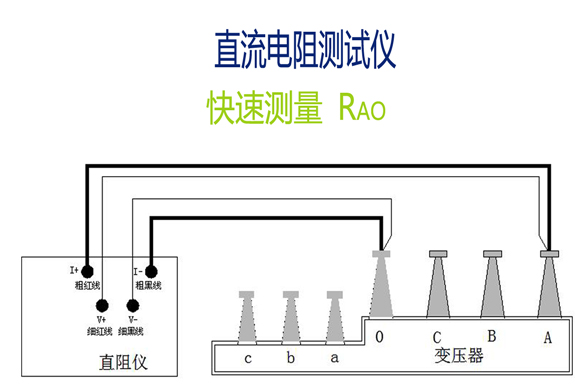 直流电阻测试仪
快速测量 RAO
I+
粗红线
I-
粗黑线
V+
细红线
V-
细黑线
直阻仪
c b a
O C B A
变压器